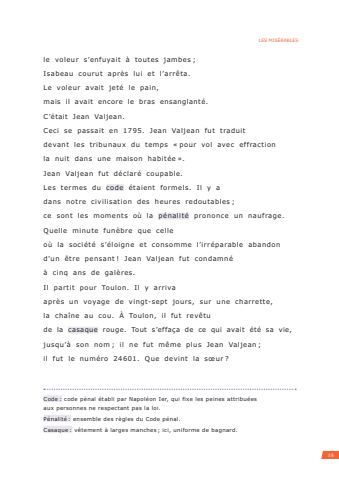 LES MISÉRABLES
le voleur s'enfuyait à toutes jambes ;
Isabeau courut après lui et l'arrêta.
Le voleur avait jeté le pain,
mais il avait encore le bras ensanglanté.
C'était Jean Valjean.
Ceci se passait en 1795. Jean Valjean fut traduit
devant les tribunaux du temps « pour vol avec effraction
la nuit dans une maison habitée ».
Jean Valjean fut déclaré coupable.
Les termes du code étaient formels. Il y a
dans notre civilisation des heures redoutables ;
ce sont les moments où la pénalité prononce un naufrage.
Quelle minute funèbre que celle
où la société s'éloigne et consomme l'irréparable abandon
d'un être pensant ! Jean Valjean fut condamné
à cinq ans de galères.
Il partit pour Toulon. Il y arriva
après un voyage de vingt-sept jours, sur une charrette,
la chaîne au cou. À Toulon, il fut revêtu
de la casaque rouge. Tout s'effaça de ce qui avait été sa vie,
jusqu'à son nom ; il ne fut même plus Jean Valjean ;
il fut le numéro 24601. Que devint la sœur ?
Code : code pénal établi par Napoléon Ier, qui fixe les peines attribuées
aux personnes ne respectant pas la loi.
Pénalité : ensemble des règles du Code pénal.
Casaque : vêtement à larges manches ; ici, uniforme de bagnard.